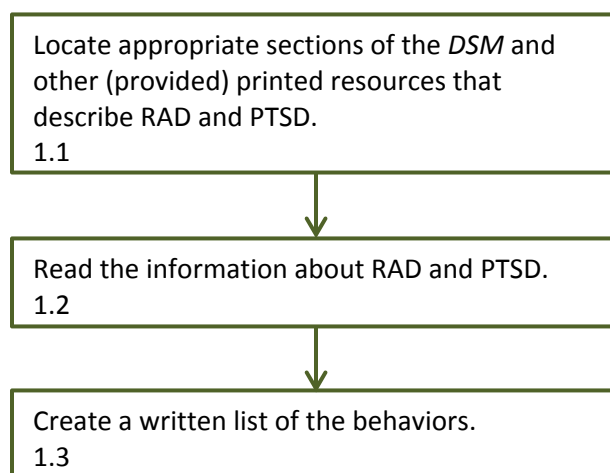 Locate appropriate sections of the DSM and
other (provided) printed resources that
describe RAD and PTSD.
1.1
Read the information about RAD and PTSD.
1.2
Create a written list of the behaviors.
1.3